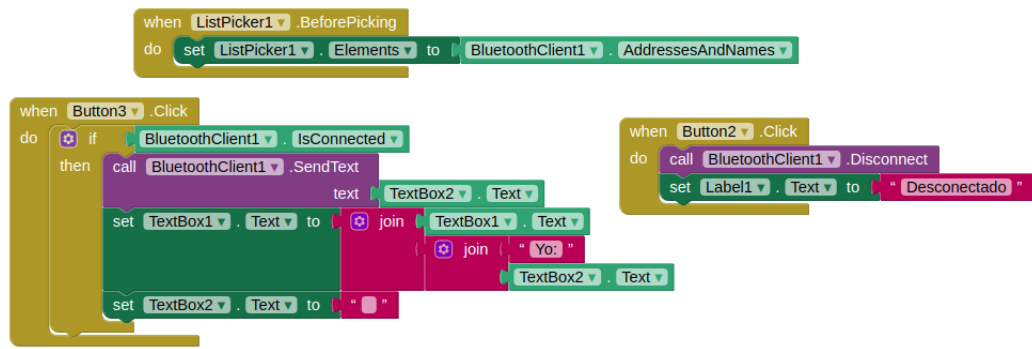 when ListPicker1 .BeforePicking
do set ListPicker1 . Elements to BluetoothClient1 . AddressesAndNames
when Button3 .Click
do if BluetoothClient1 . IsConnected
then call BluetoothClient1 .SendText
text TextBox2 . Text
set TextBox1 . Text to join TextBox1 . Text
join “ Yo: ”
TextBox2 . Text
set TextBox2 . Text to “ ”
when Button2 .Click
do call BluetoothClient1 .Disconnect
set Label1 . Text to “ Desconectado ”